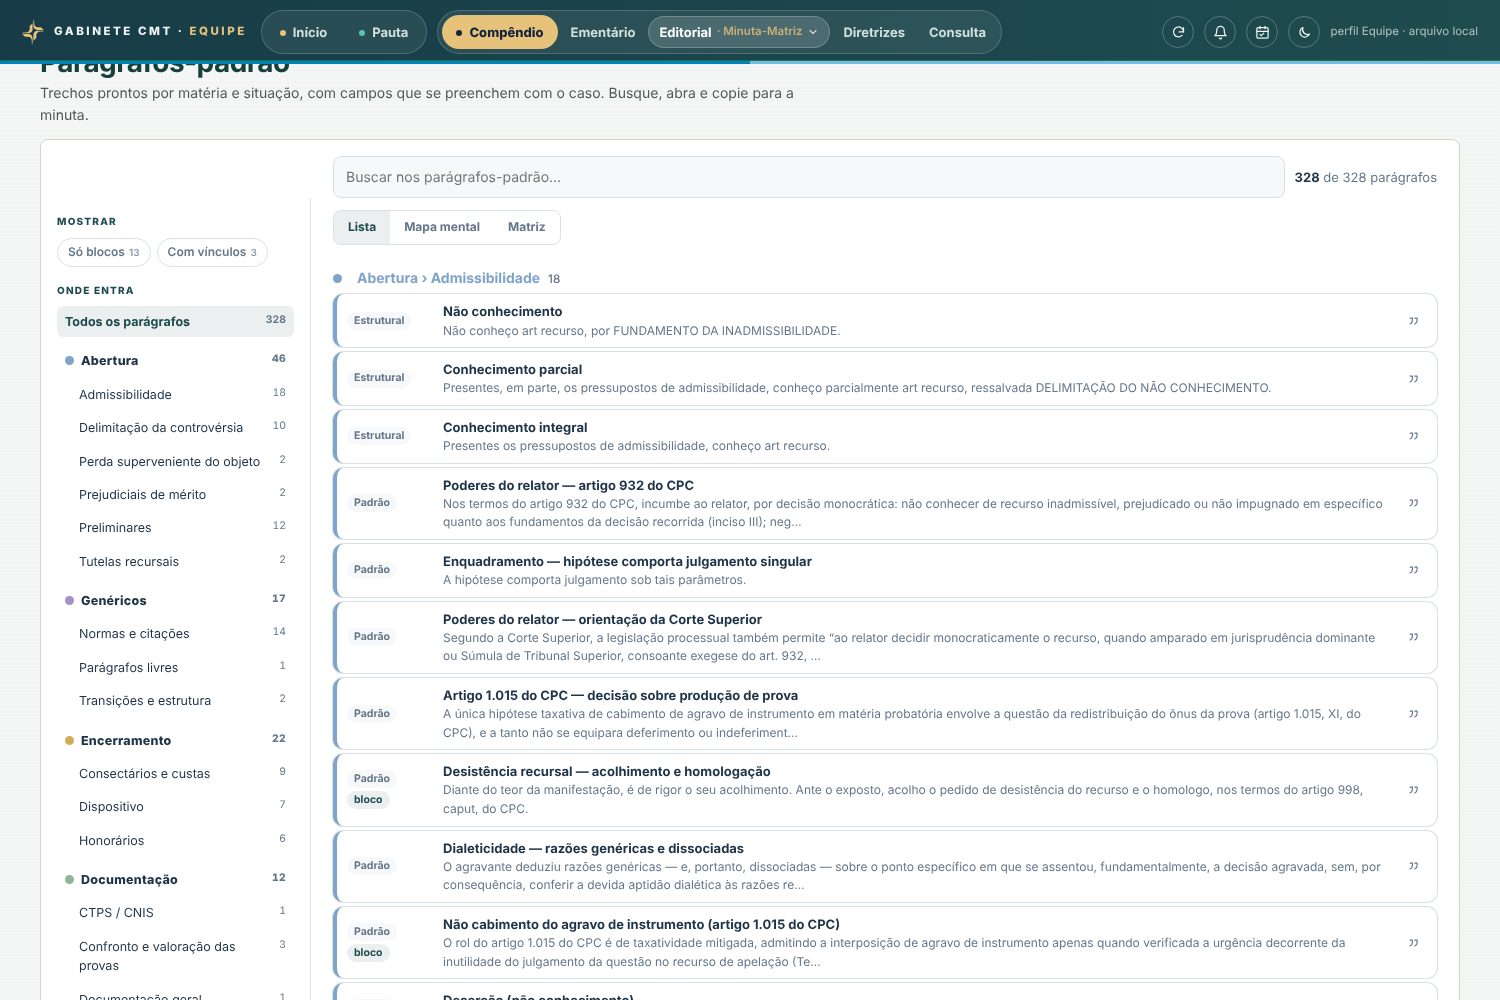 GABINETE CMT · EQUIPE
Início
Pauta
Compêndio
Ementário
Editorial · Minuta-Matriz
Diretrizes
Consulta
perfil Equipe · arquivo local
Parágrafos-padrão
Trechos prontos por matéria e situação, com campos que se preenchem com o caso. Busque, abra e copie para a
minuta.
Buscar nos parágrafos-padrão...
328 de 328 parágrafos
MOSTRAR
Só blocos 13
Com vínculos 3
ONDE ENTRA
Todos os parágrafos 328
Abertura 46
Admissibilidade 18
Delimitação da controvérsia 10
Perda superveniente do objeto 2
Prejudiciais de mérito 2
Preliminares 12
Tutelas recursais 2
Genéricos 17
Normas e citações 14
Parágrafos livres 1
Transições e estrutura 2
Encerramento 22
Consectários e custas 9
Dispositivo 7
Honorários 6
Documentação 12
CTPS / CNIS 1
Confronto e valoração das 3
provas
Documentação geral 1
Lista
Mapa mental
Matriz
Abertura › Admissibilidade 18
Estrutural
Não conhecimento
Não conheço art recurso, por FUNDAMENTO DA INADMISSIBILIDADE.
Estrutural
Conhecimento parcial
Presentes, em parte, os pressupostos de admissibilidade, conheço parcialmente art recurso, ressalvada DELIMITAÇÃO DO NÃO CONHECIMENTO.
Estrutural
Conhecimento integral
Presentes os pressupostos de admissibilidade, conheço art recurso.
Padrão
Poderes do relator — artigo 932 do CPC
Nos termos do artigo 932 do CPC, incumbe ao relator, por decisão monocrática: não conhecer de recurso inadmissível, prejudicado ou não impugnado em específico
quanto aos fundamentos da decisão recorrida (inciso III); neg...
Padrão
Enquadramento — hipótese comporta julgamento singular
A hipótese comporta julgamento sob tais parâmetros.
Padrão
Poderes do relator — orientação da Corte Superior
Segundo a Corte Superior, a legislação processual também permite “ao relator decidir monocraticamente o recurso, quando amparado em jurisprudência dominante
ou Súmula de Tribunal Superior, consoante exegese do art. 932, ...
Padrão
Artigo 1.015 do CPC — decisão sobre produção de prova
A única hipótese taxativa de cabimento de agravo de instrumento em matéria probatória envolve a questão da redistribuição do ônus da prova (artigo 1.015, XI, do
CPC), e a tanto não se equipara deferimento ou indeferiment...
Padrão
bloco
Desistência recursal — acolhimento e homologação
Diante do teor da manifestação, é de rigor o seu acolhimento. Ante o exposto, acolho o pedido de desistência do recurso e o homologo, nos termos do artigo 998,
caput, do CPC.
Padrão
Dialeticidade — razões genéricas e dissociadas
O agravante deduziu razões genéricas — e, portanto, dissociadas — sobre o ponto específico em que se assentou, fundamentalmente, a decisão agravada, sem, por
consequência, conferir a devida aptidão dialética às razões re...
Padrão
bloco
Não cabimento do agravo de instrumento (artigo 1.015 do CPC)
O rol do artigo 1.015 do CPC é de taxatividade mitigada, admitindo a interposição de agravo de instrumento apenas quando verificada a urgência decorrente da
inutilidade do julgamento da questão no recurso de apelação (Te...
Deserção (não conhecimento)